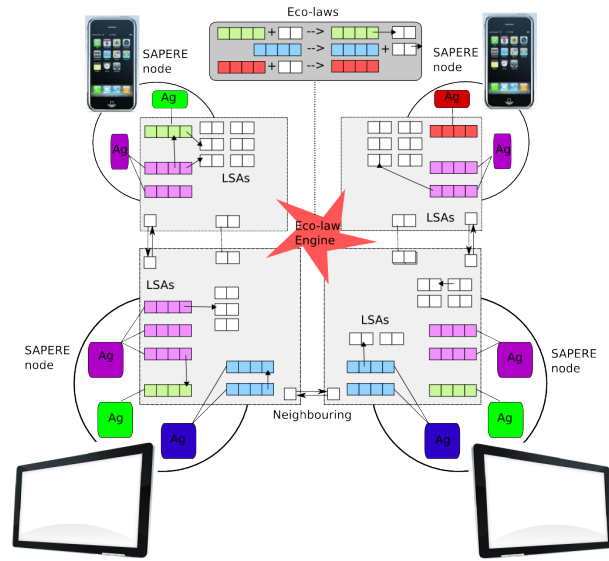 Eco-laws
+
-->
-->
+
+
-->
SAPERE
node
SAPERE
node
Ag
Ag
Ag
Ag
LSAs
LSAs
Eco-law
Engine
LSAs
LSAs
SAPERE
node
SAPERE
node
Ag
Ag
Ag
Ag
Ag
Ag
Neighbouring